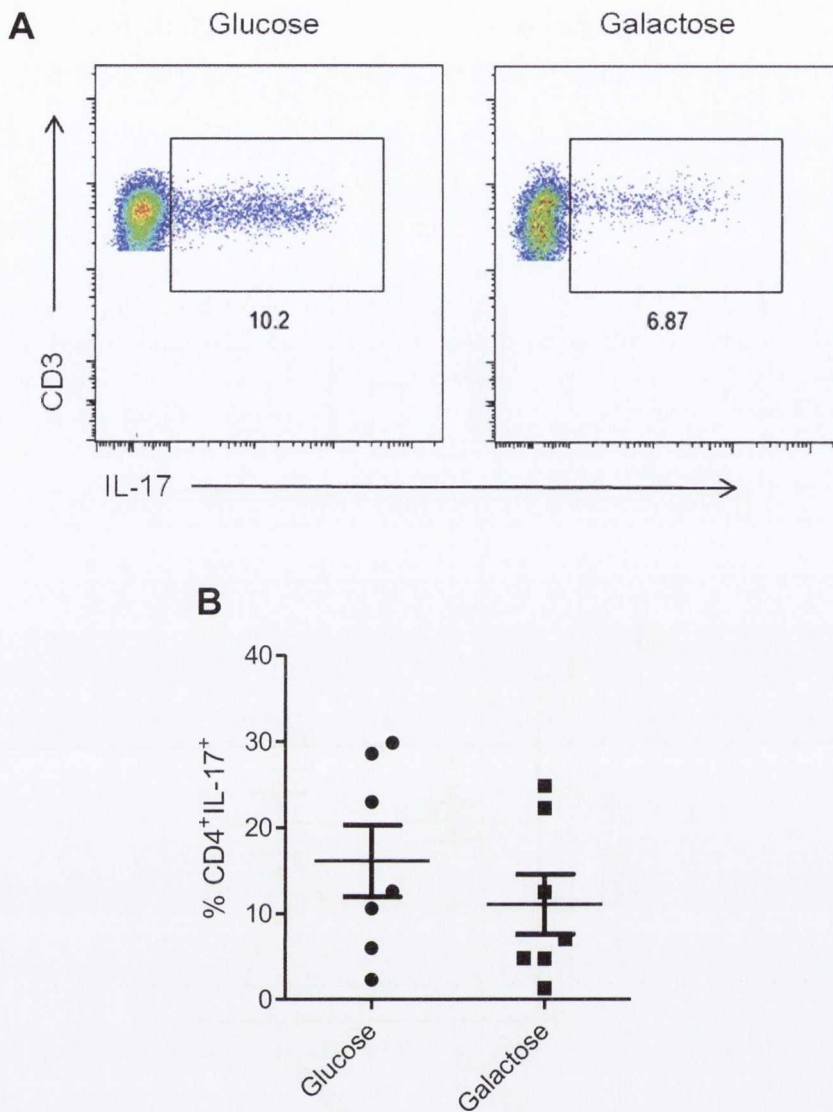 A
Glucose
Galactose
CD3
10.2
6.87
IL-17
B
% CD4⁺IL-17⁺
40
30
20
10
0
Glucose
Galactose